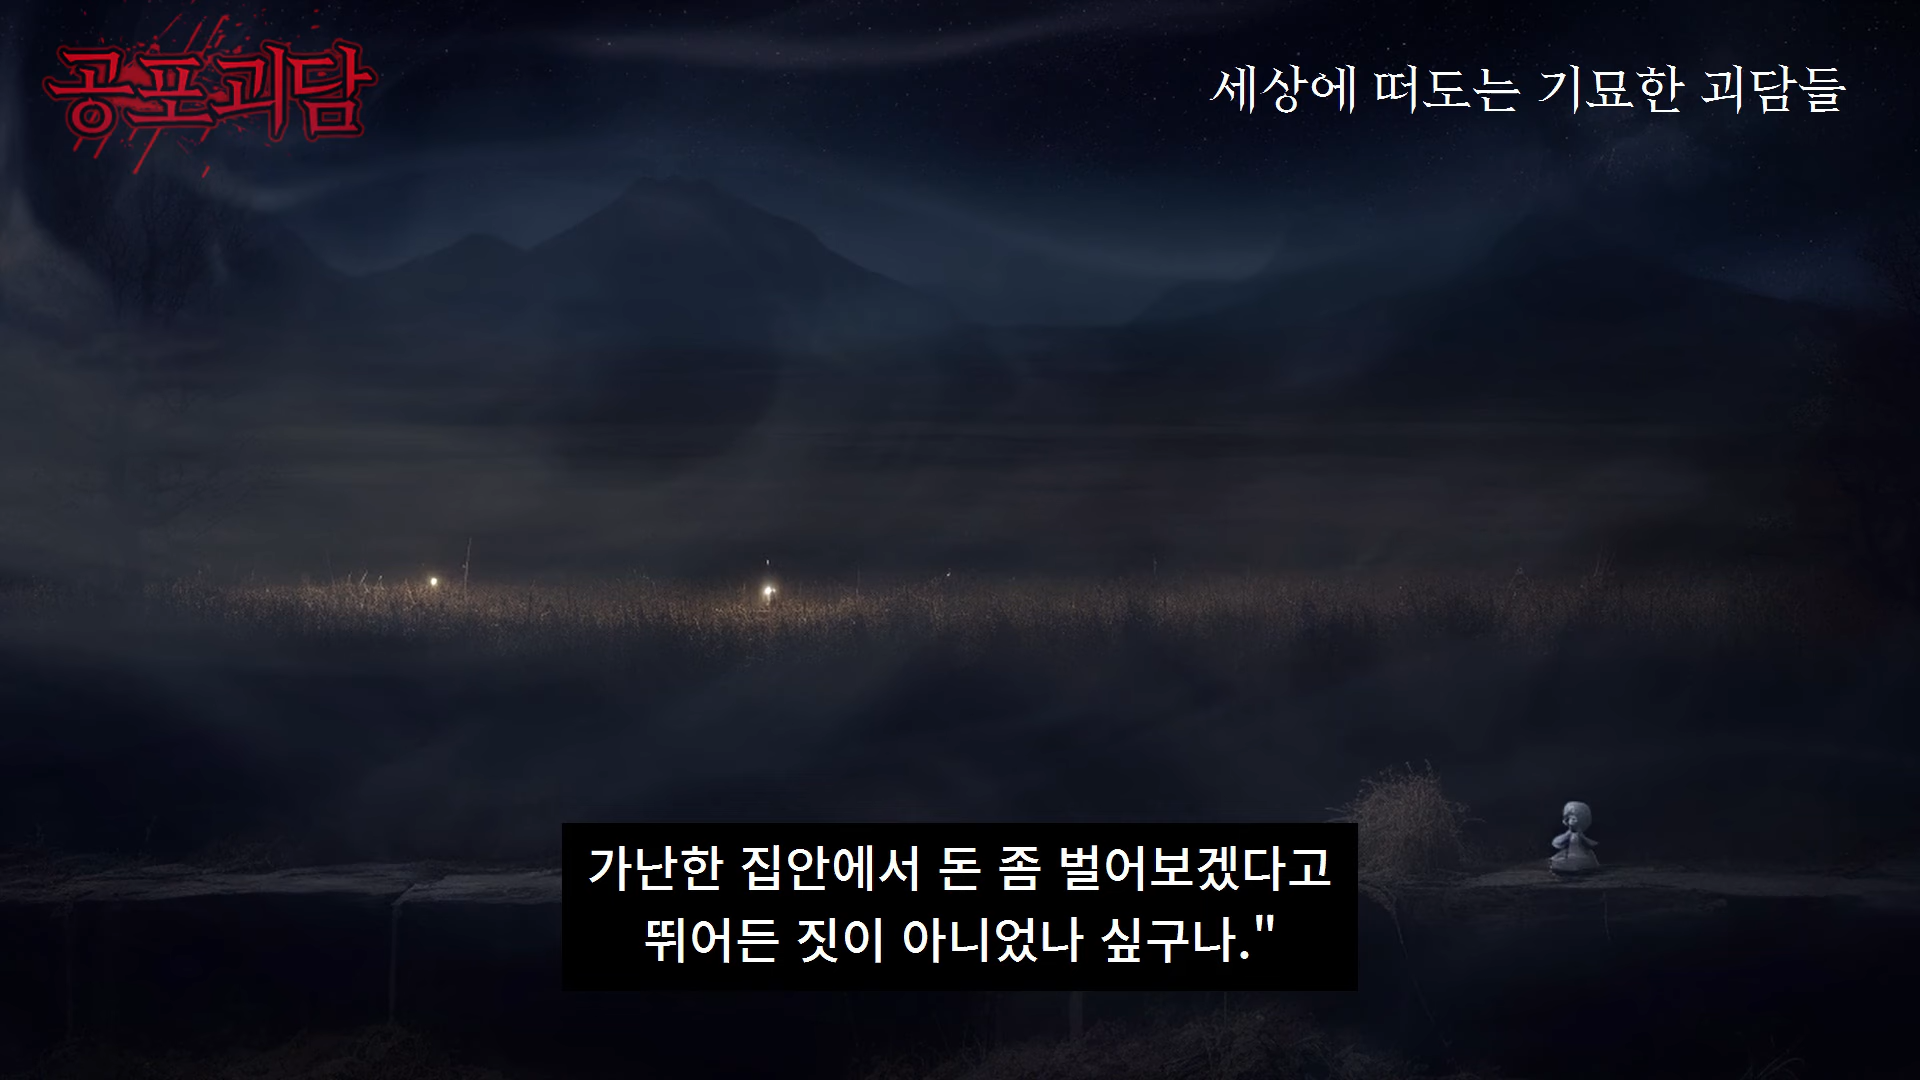 공포괴담
세상에 떠도는 기묘한 괴담들
가난한 집안에서 돈 좀 벌어보겠다고
뛰어든 짓이 아니었나 싶구나."